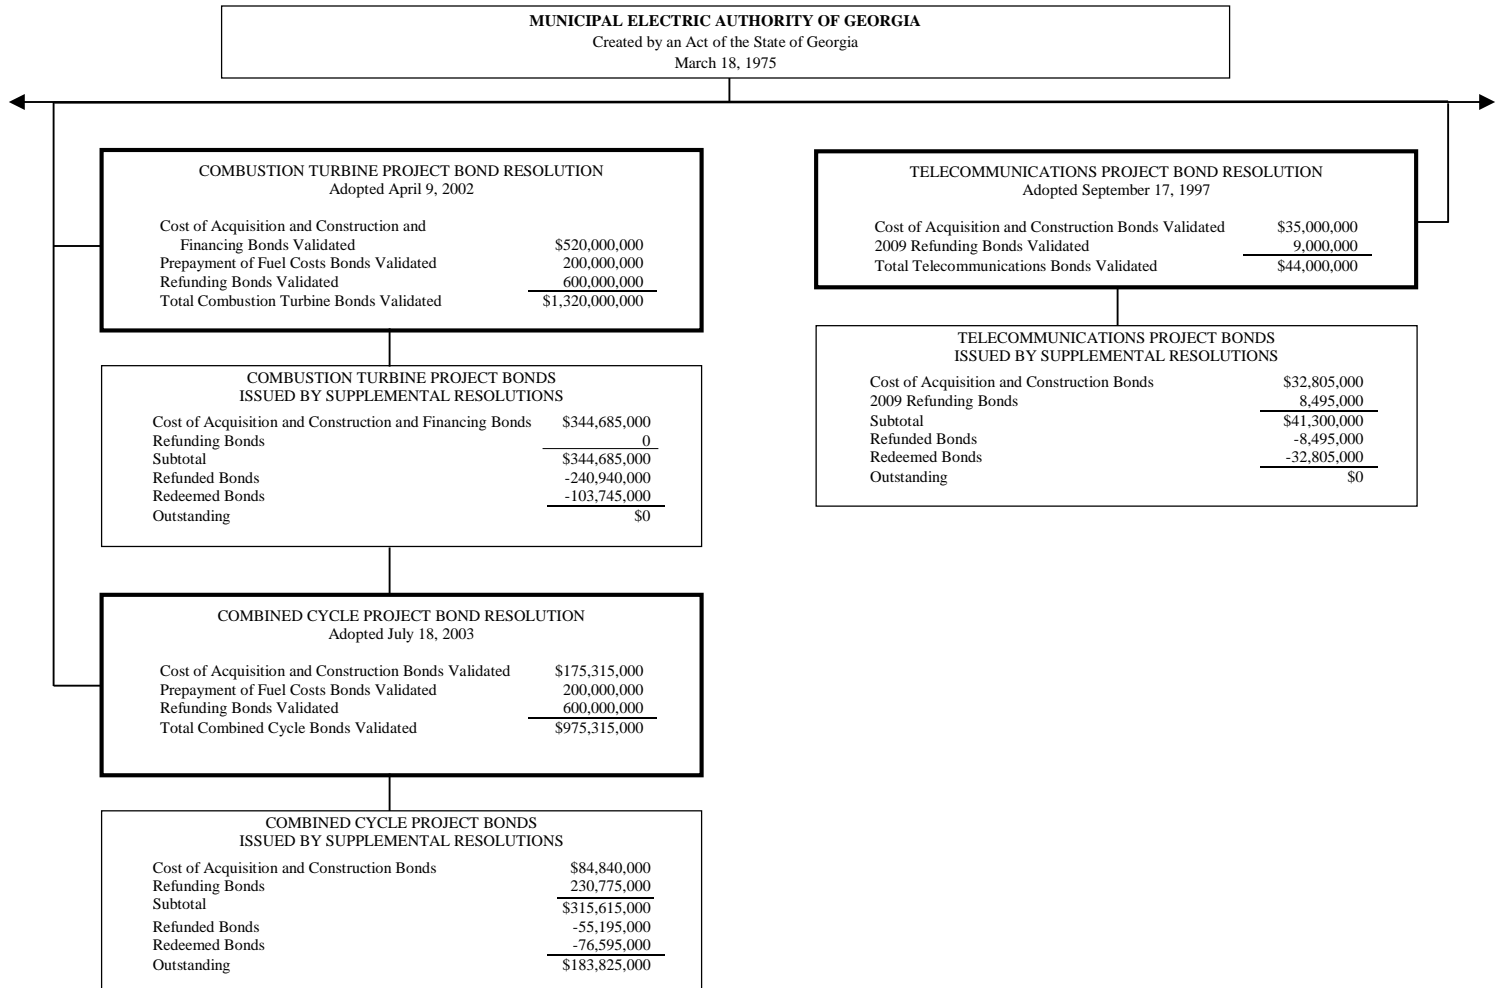 MUNICIPAL ELECTRIC AUTHORITY OF GEORGIA
Created by an Act of the State of Georgia
March 18, 1975
COMBUSTION TURBINE PROJECT BOND RESOLUTION
Adopted April 9, 2002
Cost of Acquisition and Construction and
Financing Bonds Validated $520,000,000
Prepayment of Fuel Costs Bonds Validated 200,000,000
Refunding Bonds Validated 600,000,000
Total Combustion Turbine Bonds Validated $1,320,000,000
COMBUSTION TURBINE PROJECT BONDS
ISSUED BY SUPPLEMENTAL RESOLUTIONS
Cost of Acquisition and Construction and Financing Bonds $344,685,000
Refunding Bonds 0
Subtotal $344,685,000
Refunded Bonds -240,940,000
Redeemed Bonds -103,745,000
Outstanding $0
COMBINED CYCLE PROJECT BOND RESOLUTION
Adopted July 18, 2003
Cost of Acquisition and Construction Bonds Validated $175,315,000
Prepayment of Fuel Costs Bonds Validated 200,000,000
Refunding Bonds Validated 600,000,000
Total Combined Cycle Bonds Validated $975,315,000
COMBINED CYCLE PROJECT BONDS
ISSUED BY SUPPLEMENTAL RESOLUTIONS
Cost of Acquisition and Construction Bonds $84,840,000
Refunding Bonds 230,775,000
Subtotal $315,615,000
Refunded Bonds -55,195,000
Redeemed Bonds -76,595,000
Outstanding $183,825,000
TELECOMMUNICATIONS PROJECT BOND RESOLUTION
Adopted September 17, 1997
Cost of Acquisition and Construction Bonds Validated $35,000,000
2009 Refunding Bonds Validated 9,000,000
Total Telecommunications Bonds Validated $44,000,000
TELECOMMUNICATIONS PROJECT BONDS
ISSUED BY SUPPLEMENTAL RESOLUTIONS
Cost of Acquisition and Construction Bonds $32,805,000
2009 Refunding Bonds 8,495,000
Subtotal $41,300,000
Refunded Bonds -8,495,000
Redeemed Bonds -32,805,000
Outstanding $0